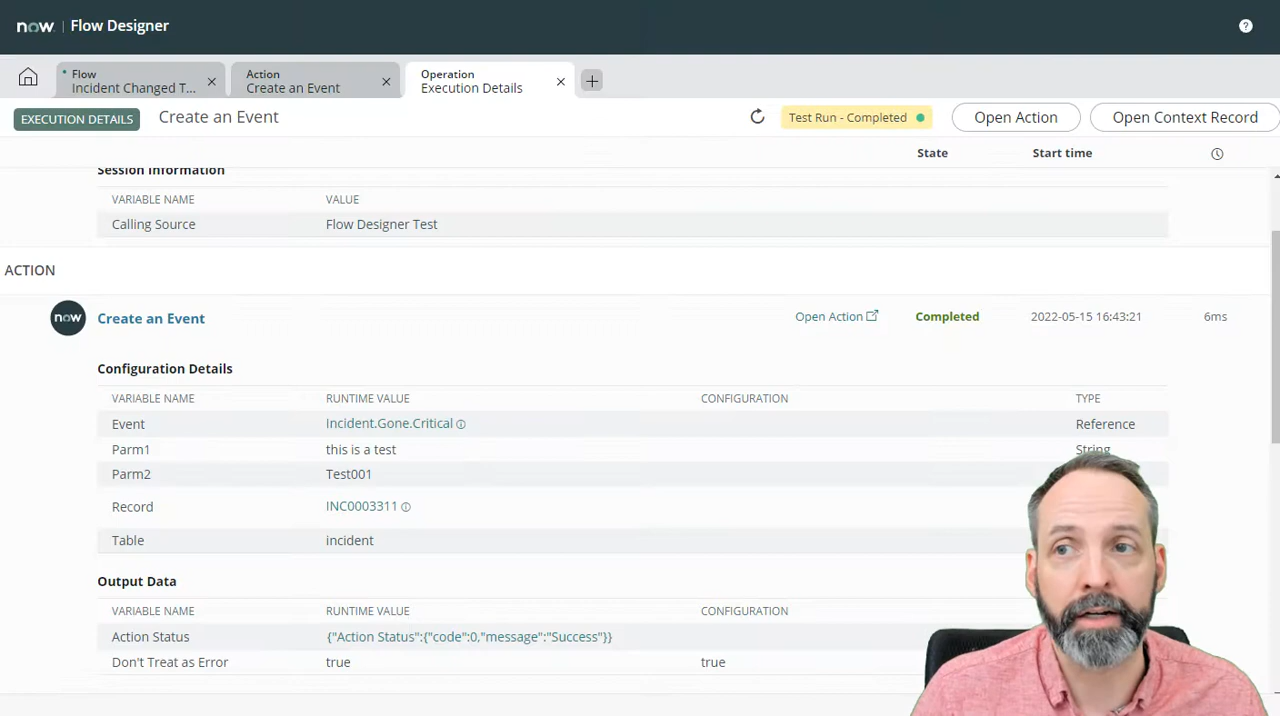 now | Flow Designer
?
Flow
Incident Changed T...
Action
Create an Event
Operation
Execution Details
EXECUTION DETAILS
Create an Event
Test Run - Completed
Open Action
Open Context Record
State
Start time
Session Information
VARIABLE NAME
VALUE
Calling Source
Flow Designer Test
ACTION
now
Create an Event
Open Action
Completed
2022-05-15 16:43:21
6ms
Configuration Details
VARIABLE NAME
RUNTIME VALUE
CONFIGURATION
TYPE
Event
Incident.Gone.Critical
Reference
Parm1
this is a test
String
Parm2
Test001
Record
INC0003311
Table
incident
Output Data
VARIABLE NAME
RUNTIME VALUE
CONFIGURATION
Action Status
{"Action Status":{"code":0,"message":"Success"}}
Don't Treat as Error
true
true